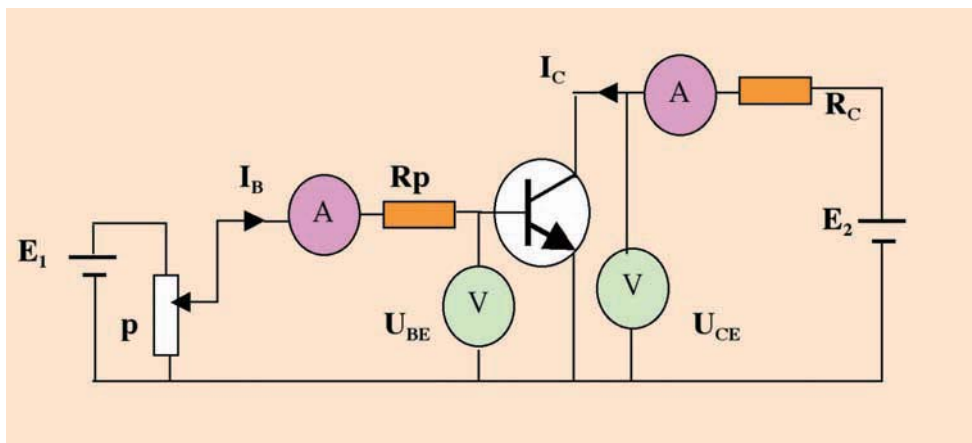 I_C
A
R_C
I_B
Rp
A
E_1
E_2
V
V
p
U_BE
U_CE